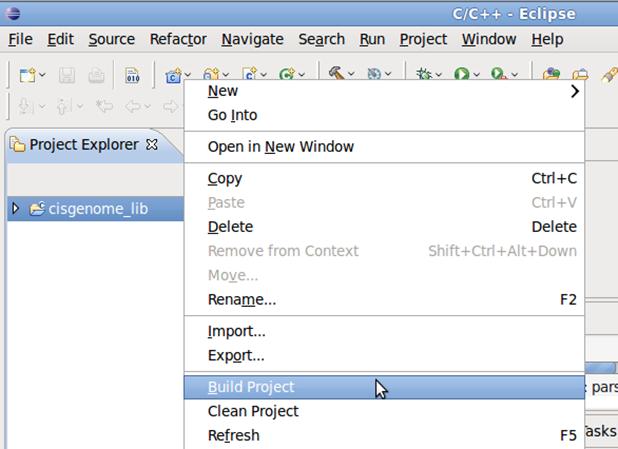 C/C++ - Eclipse
File Edit Source Refactor Navigate Search Run Project Window Help
010
New
Go Into
Project Explorer
Open in New Window
Copy Ctrl+C
Paste Ctrl+V
cisgenome_lib
Delete Delete
Remove from Context Shift+Ctrl+Alt+Down
Move...
Rename... F2
Import...
Export...
Build Project
: pars
Clean Project
Refresh F5
Tasks